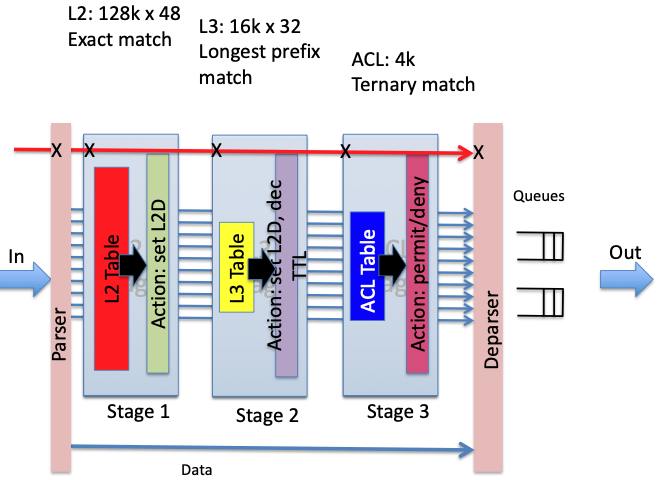 L2: 128k x 48
Exact match
L3: 16k x 32
Longest prefix
match
ACL: 4k
Ternary match
X
X
X
X
X
In
Parser
L2 Table
Action: set L2D
L3 Table
Action: set L2D, dec
TTL
ACL Table
Action: permit/deny
Deparser
Queues
Out
Stage 1
Stage 2
Stage 3
Data